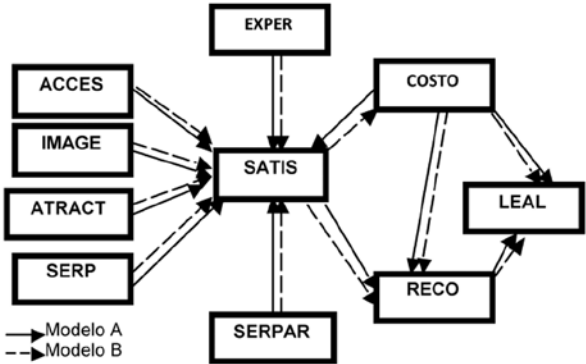 EXPER
ACCES
COSTO
IMAGE
SATIS
ATRACT
LEAL
SERP
RECO
SERPAR
Modelo A
Modelo B